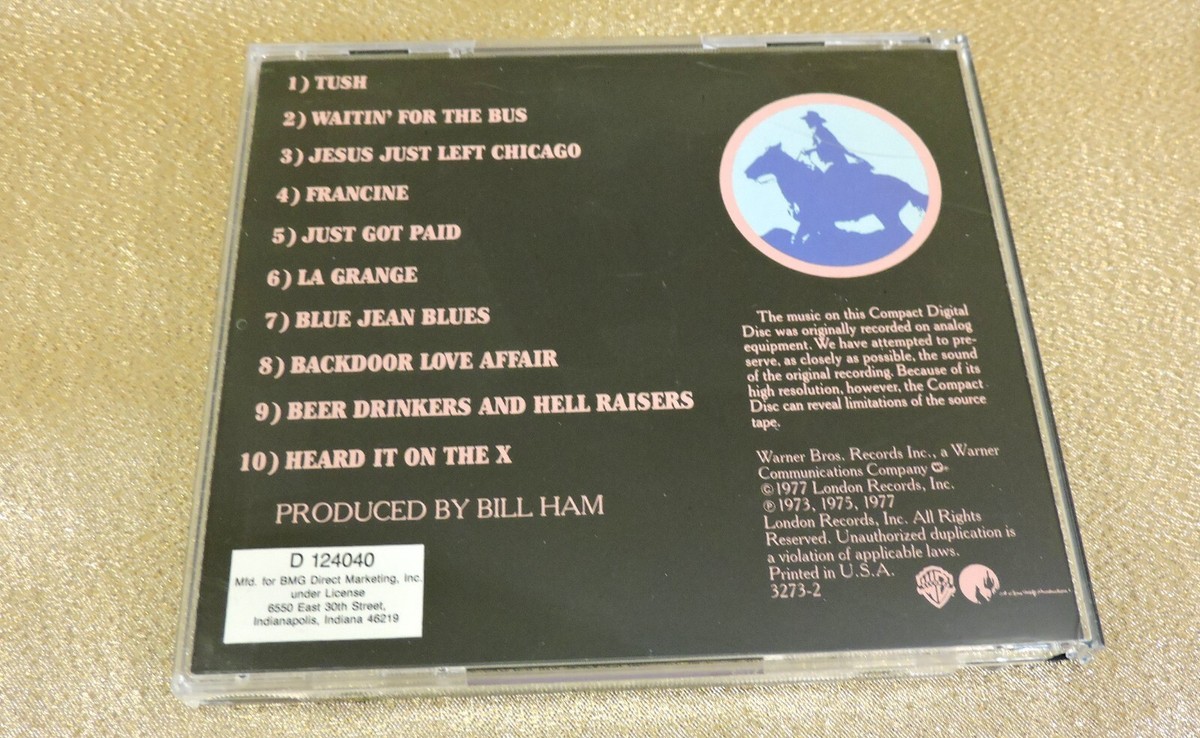 1) TUSH
2) WAITIN' FOR THE BUS
3) JESUS JUST LEFT CHICAGO
4) FRANCINE
5) JUST GOT PAID
6) LA GRANGE
7) BLUE JEAN BLUES
8) BACKDOOR LOVE AFFAIR
9) BEER DRINKERS AND HELL RAISERS
10) HEARD IT ON THE X
PRODUCED BY BILL HAM
D 124040
Mfd. for BMG Direct Marketing, Inc.
under License
6550 East 30th Street,
Indianapolis, Indiana 46219
The music on this Compact Digital
Disc was originally recorded on analog
equipment. We have attempted to pre-
serve, as closely as possible, the sound
of the original recording. Because of its
high resolution, however, the Compact
Disc can reveal limitations of the source
tape.
Warner Bros. Records Inc., a Warner
Communications Company
©1977 London Records, Inc.
℗1973, 1975, 1977
London Records, Inc. All Rights
Reserved. Unauthorized duplication is
a violation of applicable laws.
Printed in U.S.A.
3273-2